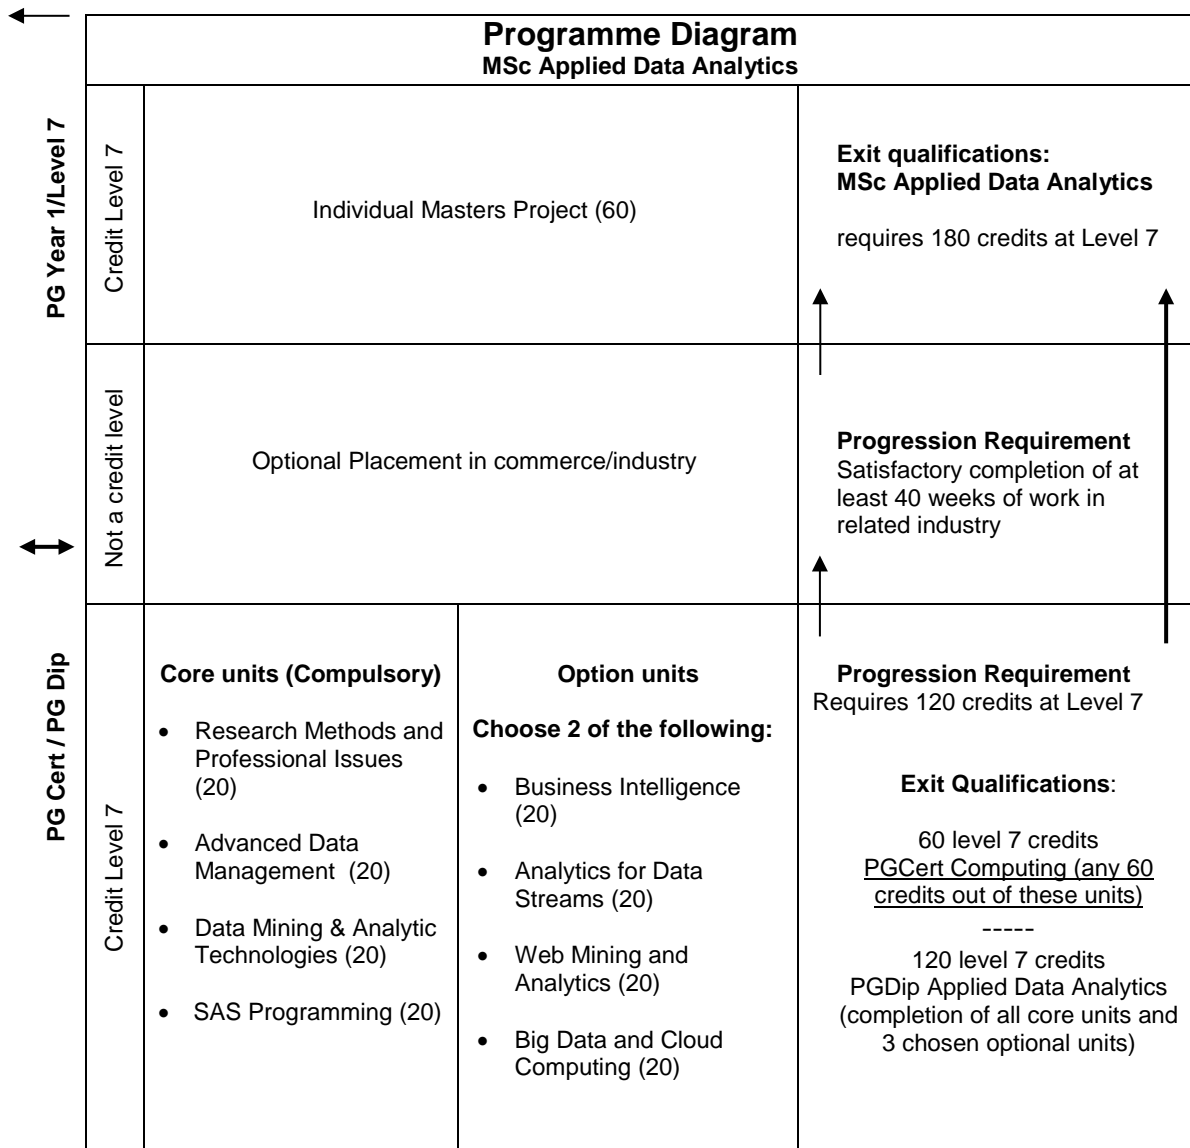 Programme Diagram
MSc Applied Data Analytics
PG Year 1/Level 7
Credit Level 7
Individual Masters Project (60)
Exit qualifications:
MSc Applied Data Analytics
requires 180 credits at Level 7
Not a credit level
Optional Placement in commerce/industry
Progression Requirement
Satisfactory completion of at
least 40 weeks of work in
related industry
PG Cert / PG Dip
Credit Level 7
Core units (Compulsory)
• Research Methods and
Professional Issues
(20)
• Advanced Data
Management (20)
• Data Mining & Analytic
Technologies (20)
• SAS Programming (20)
Option units
Choose 2 of the following:
• Business Intelligence
(20)
• Analytics for Data
Streams (20)
• Web Mining and
Analytics (20)
• Big Data and Cloud
Computing (20)
Progression Requirement
Requires 120 credits at Level 7
Exit Qualifications:
60 level 7 credits
PGCert Computing (any 60
credits out of these units)
-----
120 level 7 credits
PGDip Applied Data Analytics
(completion of all core units and
3 chosen optional units)